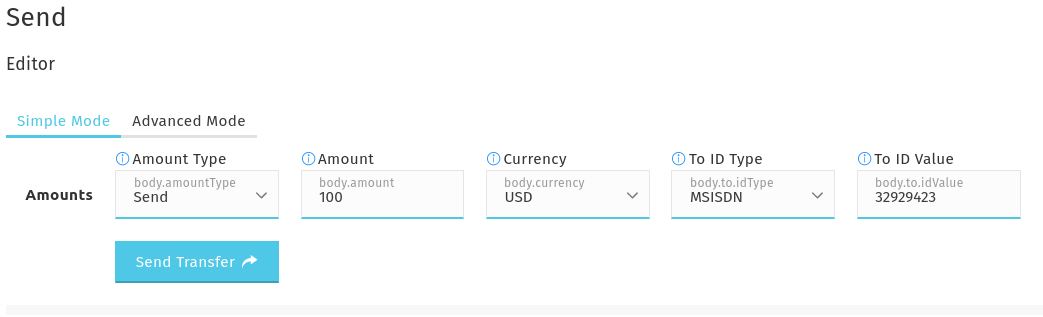 Send
Editor
Simple Mode Advanced Mode
Amount Type Amount Currency To ID Type To ID Value
body.amountType body.amount body.currency body.to.idType body.to.idValue
Amounts Send 100 USD MSISDN 32929423
Send Transfer